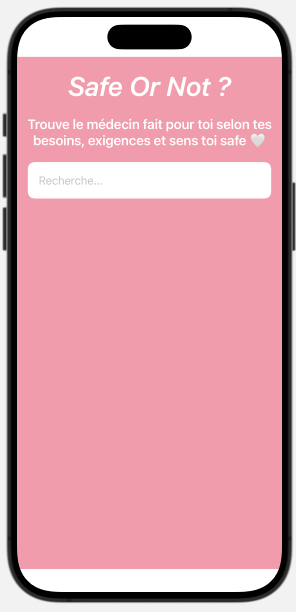 Safe Or Not ?
Trouve le médecin fait pour toi selon tes
besoins, exigences et sens toi safe 🤍
Recherche...